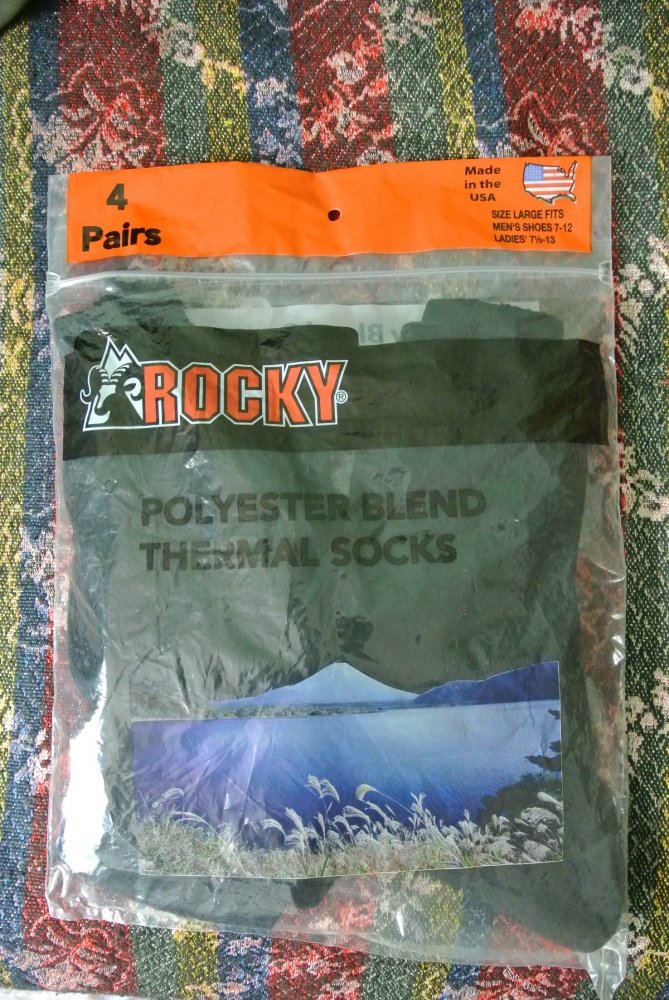 4
Pairs
Made
in the
USA
SIZE LARGE FITS
MEN'S SHOES 7-12
LADIES' 7½-13
ROCKY®
POLYESTER BLEND
THERMAL SOCKS